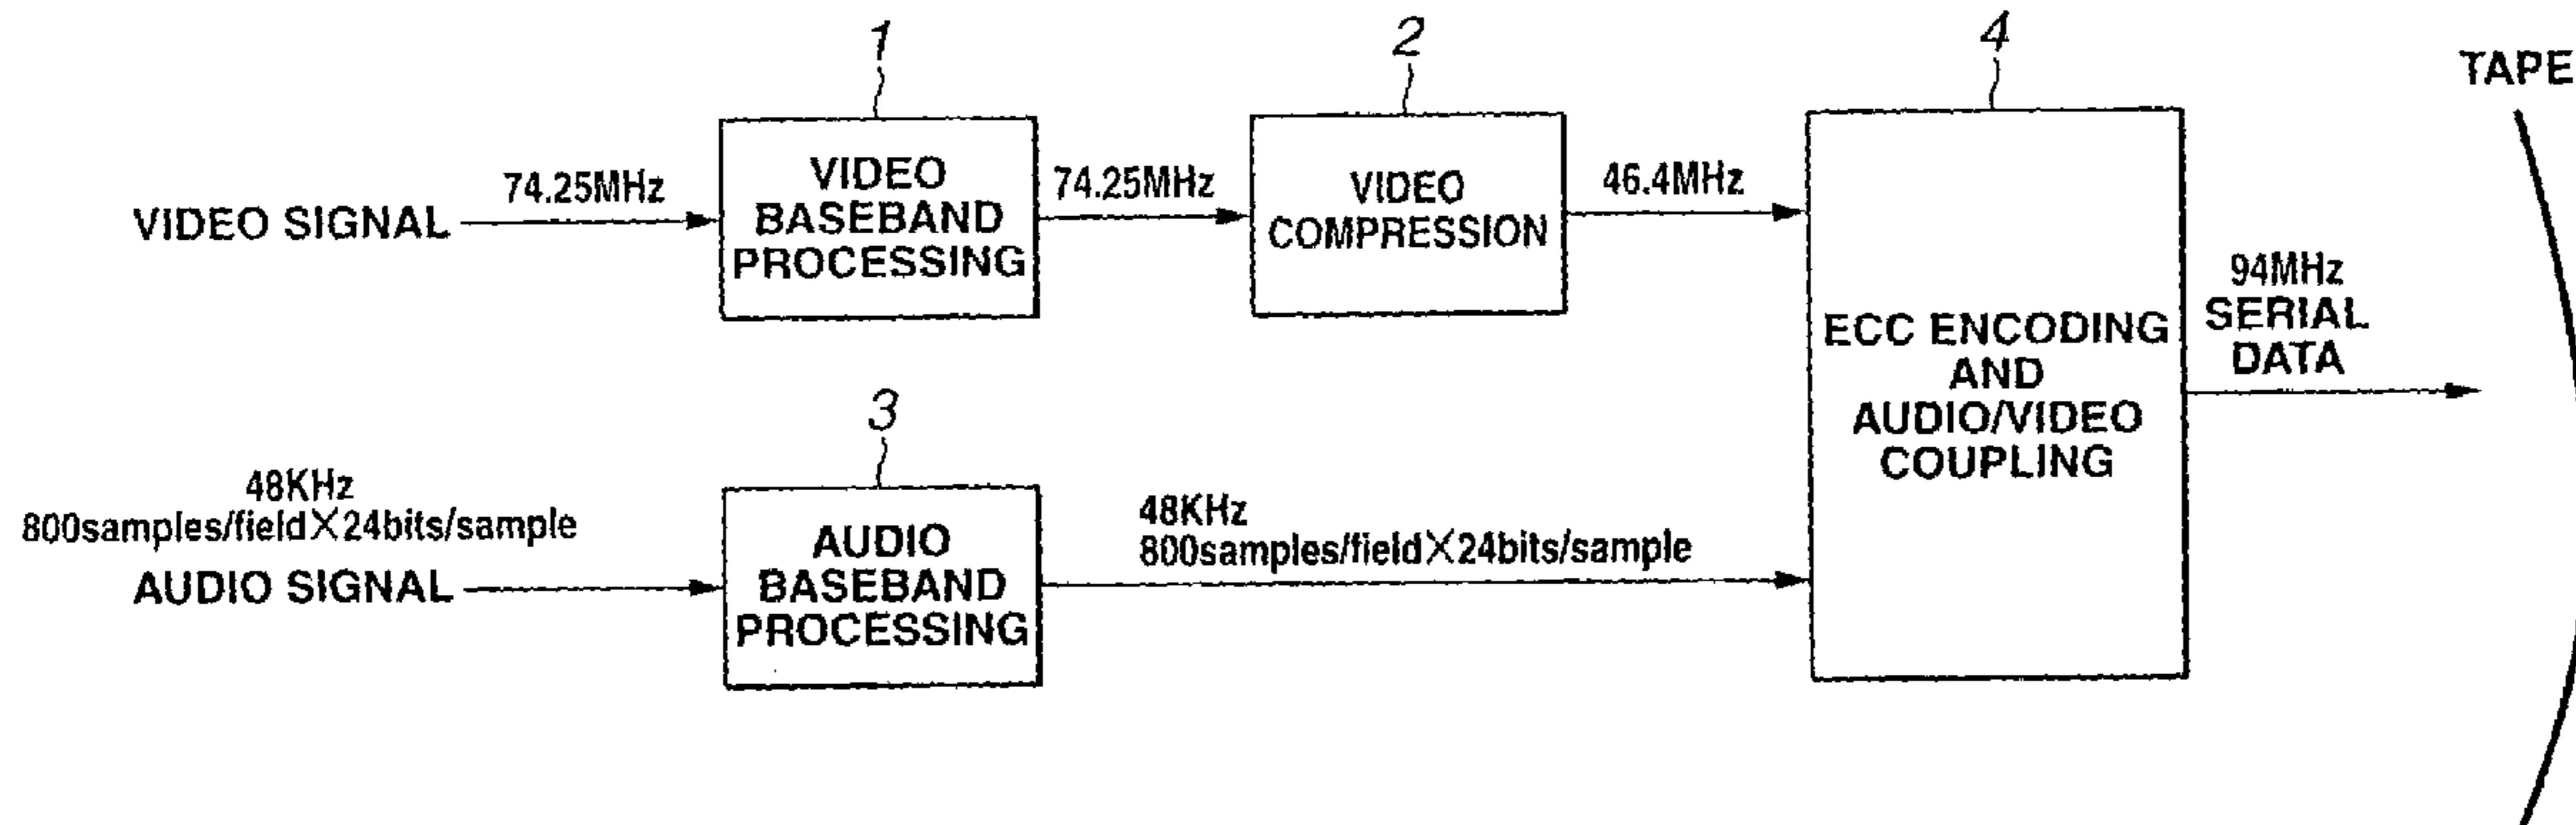 1
2
4
TAPE
VIDEO SIGNAL
74.25MHz
VIDEO
BASEBAND
PROCESSING
74.25MHz
VIDEO
COMPRESSION
46.4MHz
ECC ENCODING
AND
AUDIO/VIDEO
COUPLING
94MHz
SERIAL
DATA
3
48KHz
800samples/field×24bits/sample
AUDIO SIGNAL
AUDIO
BASEBAND
PROCESSING
48KHz
800samples/field×24bits/sample